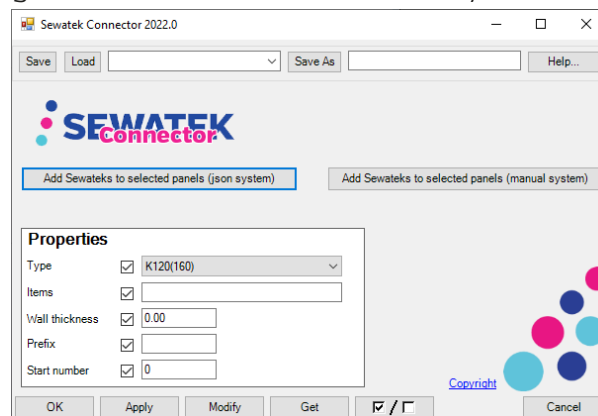 Sewatek Connector 2022.0
Save Load Save As Help...
SEWATEK
Connector
Add Sewateks to selected panels (json system) Add Sewateks to selected panels (manual system)
Properties
Type K120(160)
Items
Wall thickness 0.00
Prefix
Start number 0
Copyright
OK Apply Modify Get / Cancel